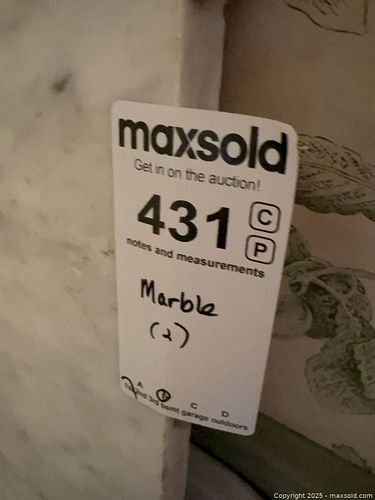 maxsold
Get in on the auction!
431
C
P
notes and measurements
Marble
(2)
A B C D
1st 2nd 3rd bsmt garage outdoors
Copyright 2025 - maxsold.com